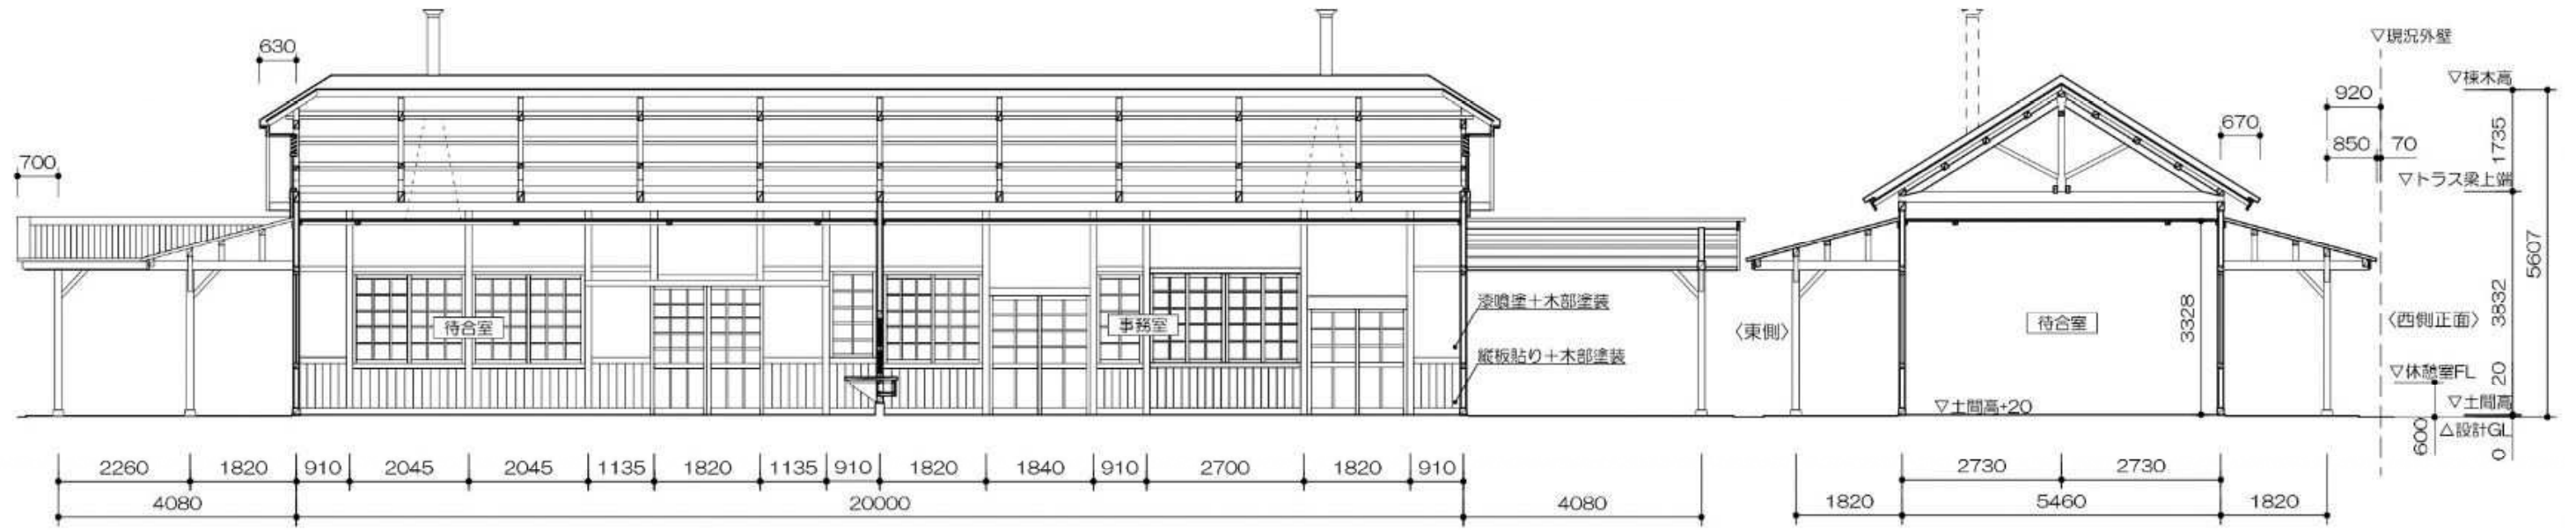 630
▽現況外壁
▽棟木高
920
670
1735
700
850
70
▽トラス梁上端
5607
漆喰塗+木部塗装
待合室
事務室
〈東側〉
待合室
3328
〈西側正面〉
3832
縦板貼り+木部塗装
▽休憩室FL
20
▽土間高+20
▽土間高
600
△設計GL
0
2260 1820 910 2045 2045 1135 1820 1135 910 1820 1840 910 2700 1820 910
2730 2730
4080 20000 4080
1820 5460 1820